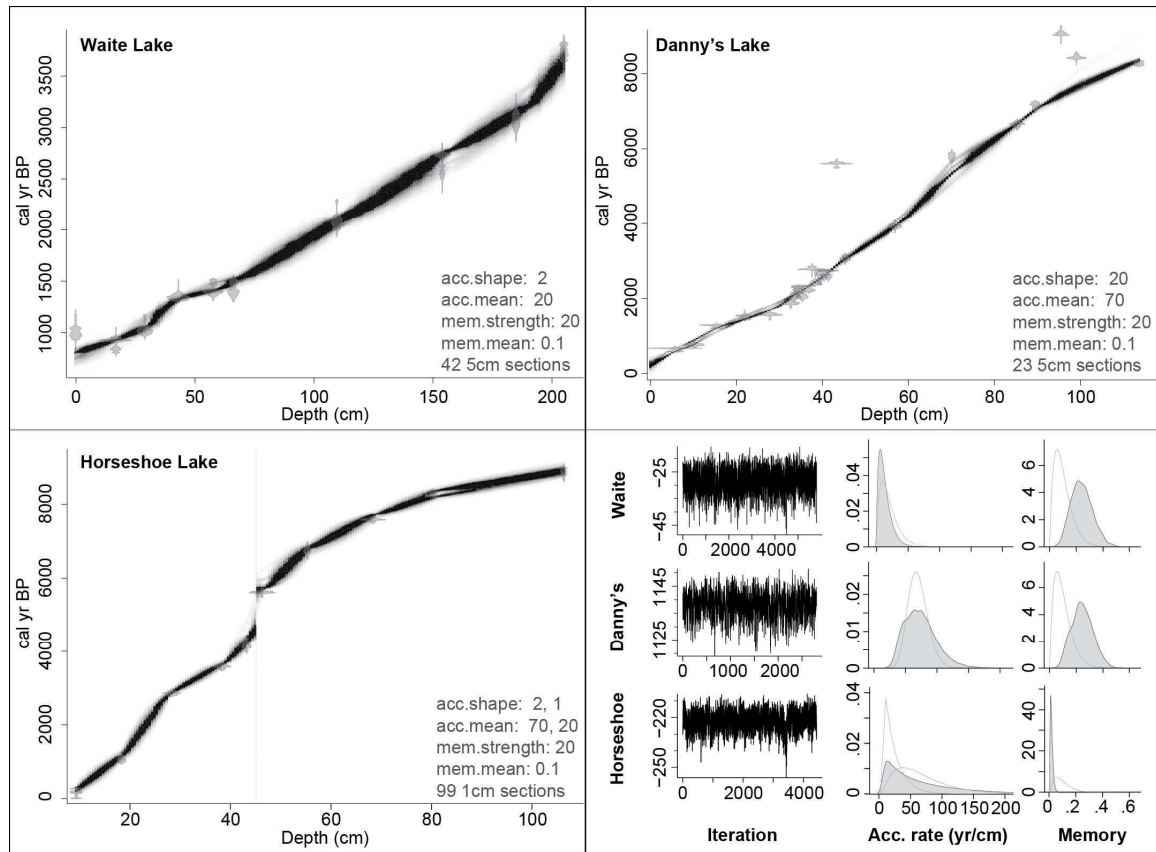 Waite Lake
cal yr BP
3500
3000
2500
2000
1500
1000
acc.shape: 2
acc.mean: 20
mem.strength: 20
mem.mean: 0.1
42 5cm sections
0 50 100 150 200
Depth (cm)
Danny's Lake
cal yr BP
8000
6000
4000
2000
0
acc.shape: 20
acc.mean: 70
mem.strength: 20
mem.mean: 0.1
23 5cm sections
0 20 40 60 80 100
Depth (cm)
Horseshoe Lake
cal yr BP
8000
6000
4000
2000
0
acc.shape: 2, 1
acc.mean: 70, 20
mem.strength: 20
mem.mean: 0.1
99 1cm sections
20 40 60 80 100
Depth (cm)
Waite
-25
-45
0 2000 4000
.04
.02
0
6
4
2
0
Danny's
1145
1125
0 1000 2000
.02
.01
0
6
4
2
0
Horseshoe
-220
-250
0 2000 4000
.04
.02
0
0 50 100 150 200
40
20
0
0 .2 .4 .6
Iteration
Acc. rate (yr/cm)
Memory